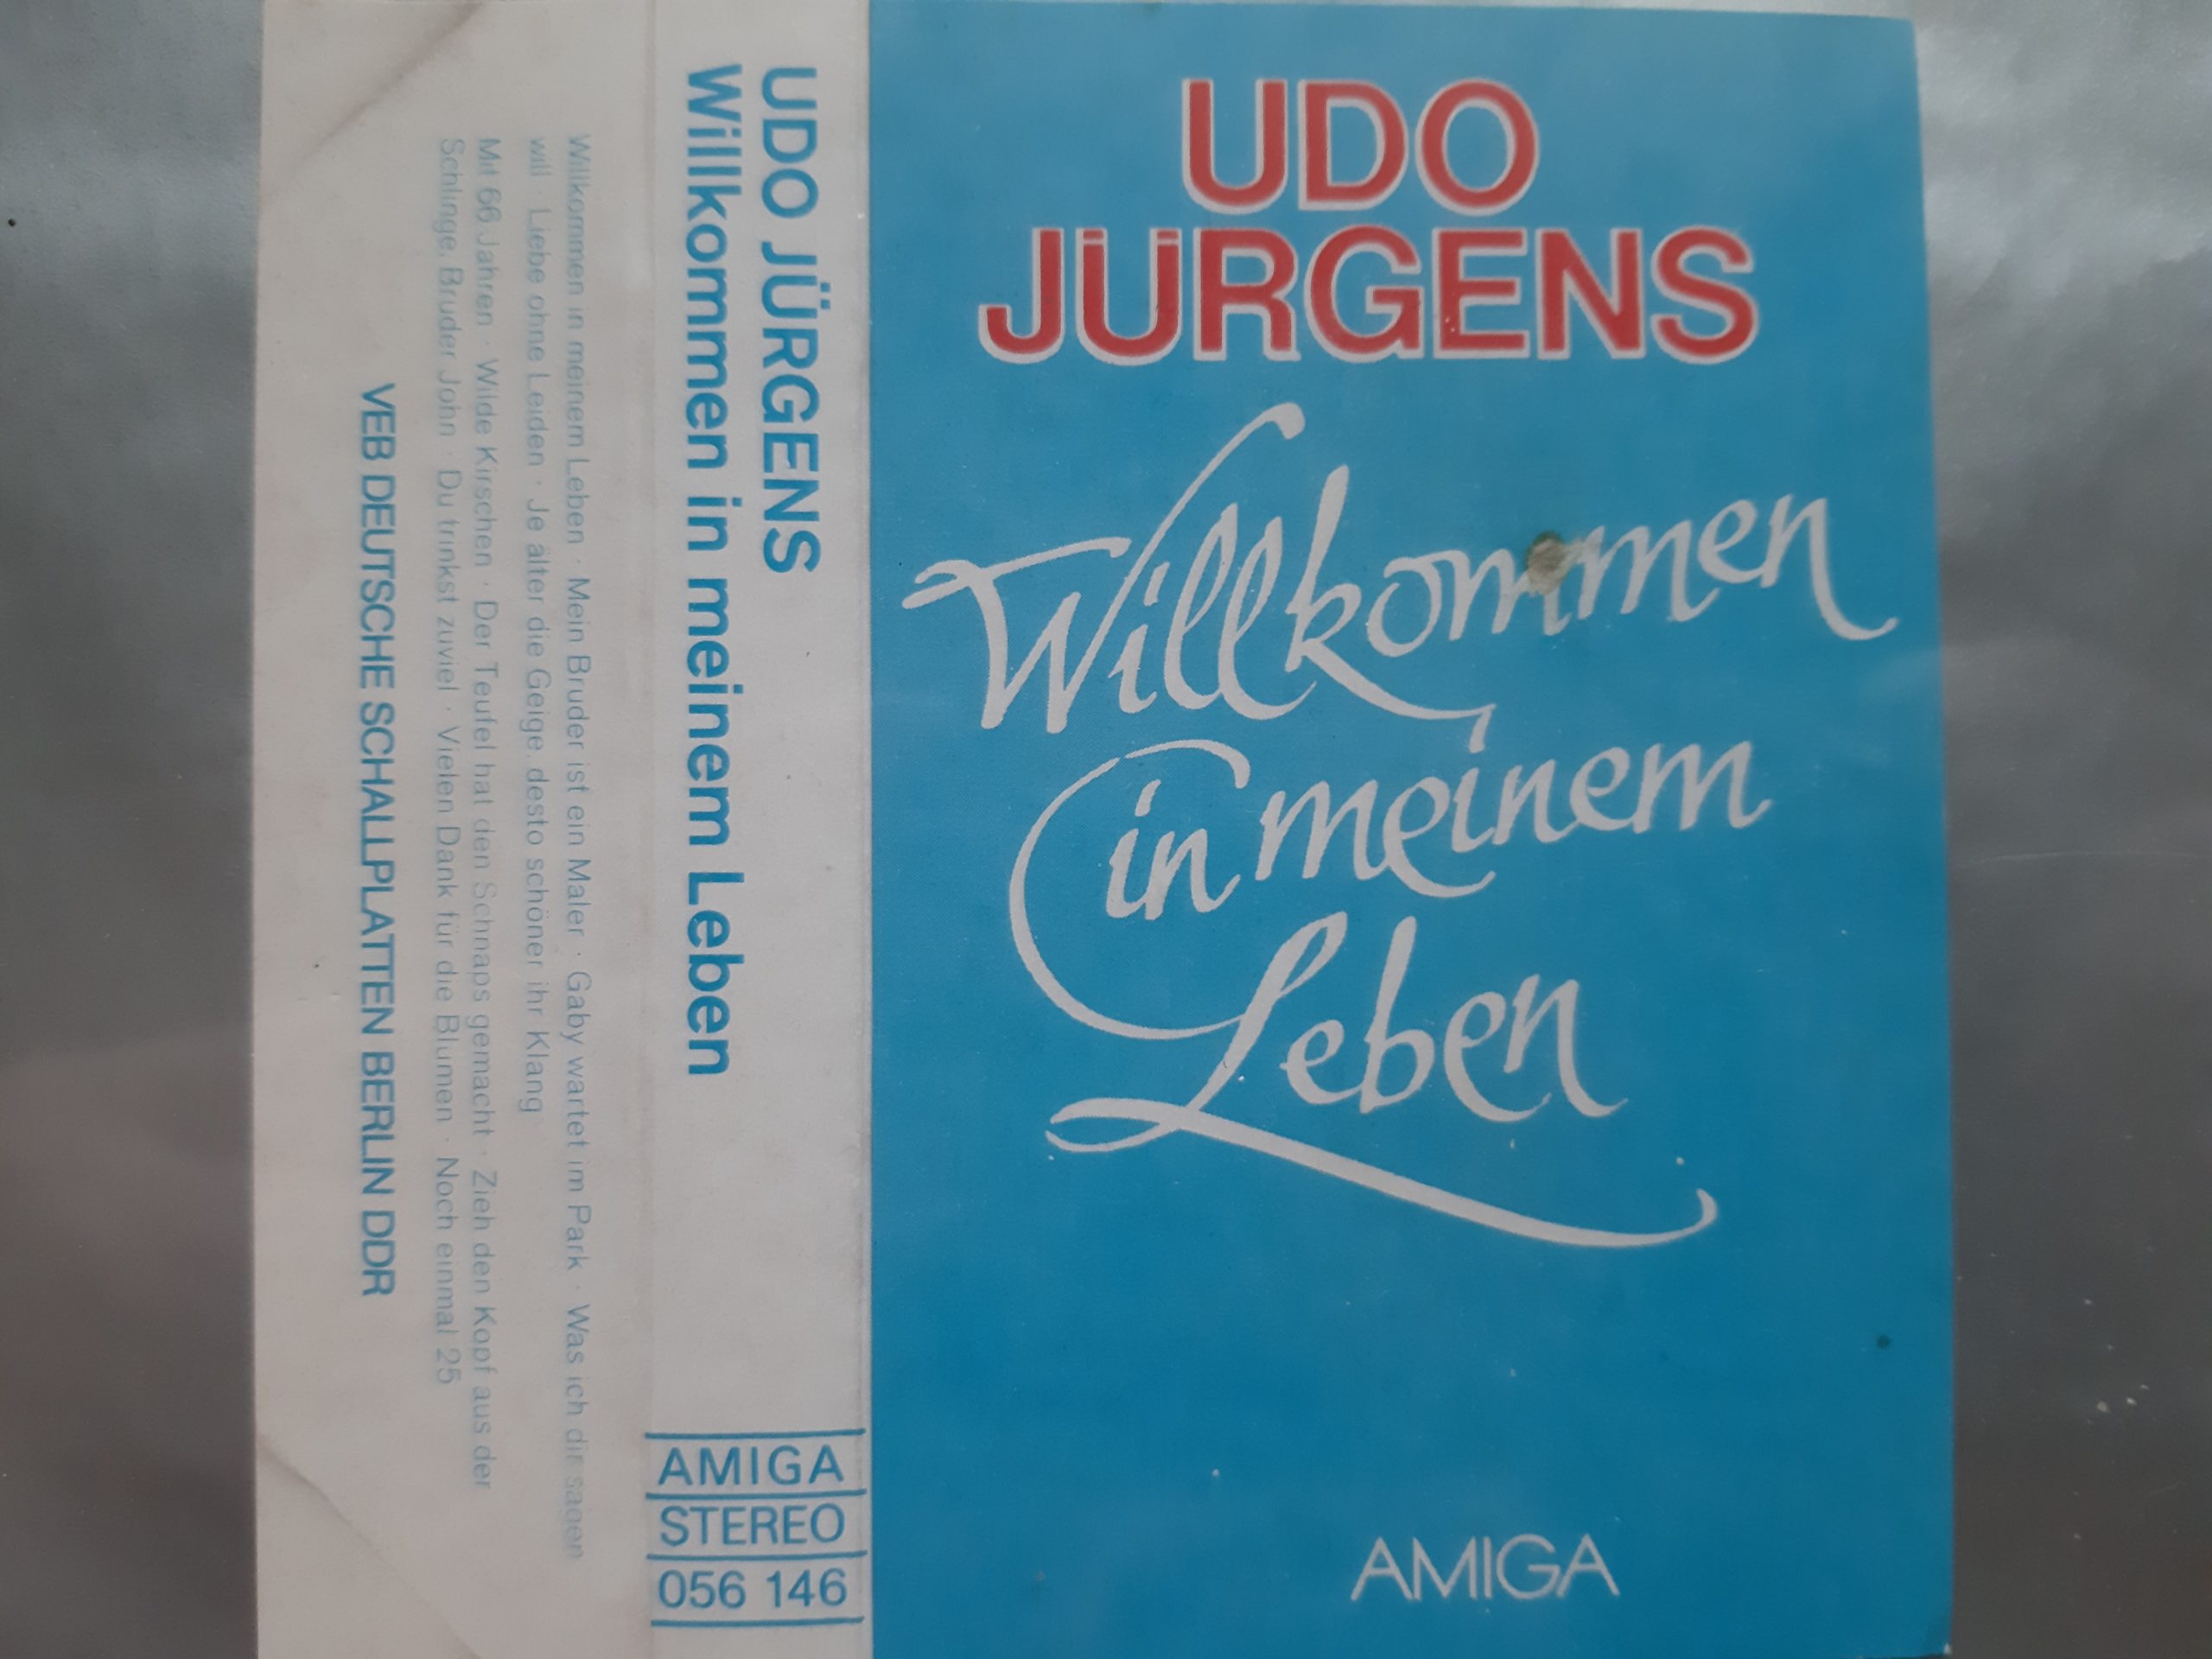 UDO
JÜRGENS
Willkommen
in meinem
Leben
AMIGA
UDO JÜRGENS
Willkommen in meinem Leben
AMIGA
STEREO
056 146
Willkommen in meinem Leben · Mein Bruder ist ein Maler · Gaby wartet im Park · Was ich dir sagen
will · Liebe ohne Leiden · Je älter die Geige, desto schöner ihr Klang
Mit 66 Jahren · Wilde Kirschen · Der Teufel hat den Schnaps gemacht · Zieh den Kopf aus der
Schlinge, Bruder John · Du trinkst zuviel · Vielen Dank für die Blumen · Noch einmal 25
VEB DEUTSCHE SCHALLPLATTEN BERLIN DDR